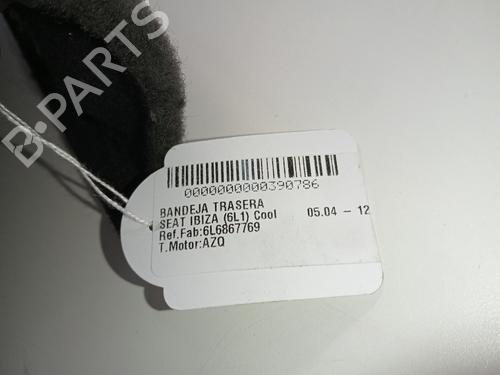 0000000000390786
BANDEJA TRASERA
SEAT IBIZA (6L1) Cool 05.04 - 12
Ref.Fab:6L6867769
T.Motor:AZQ
B-PARTS